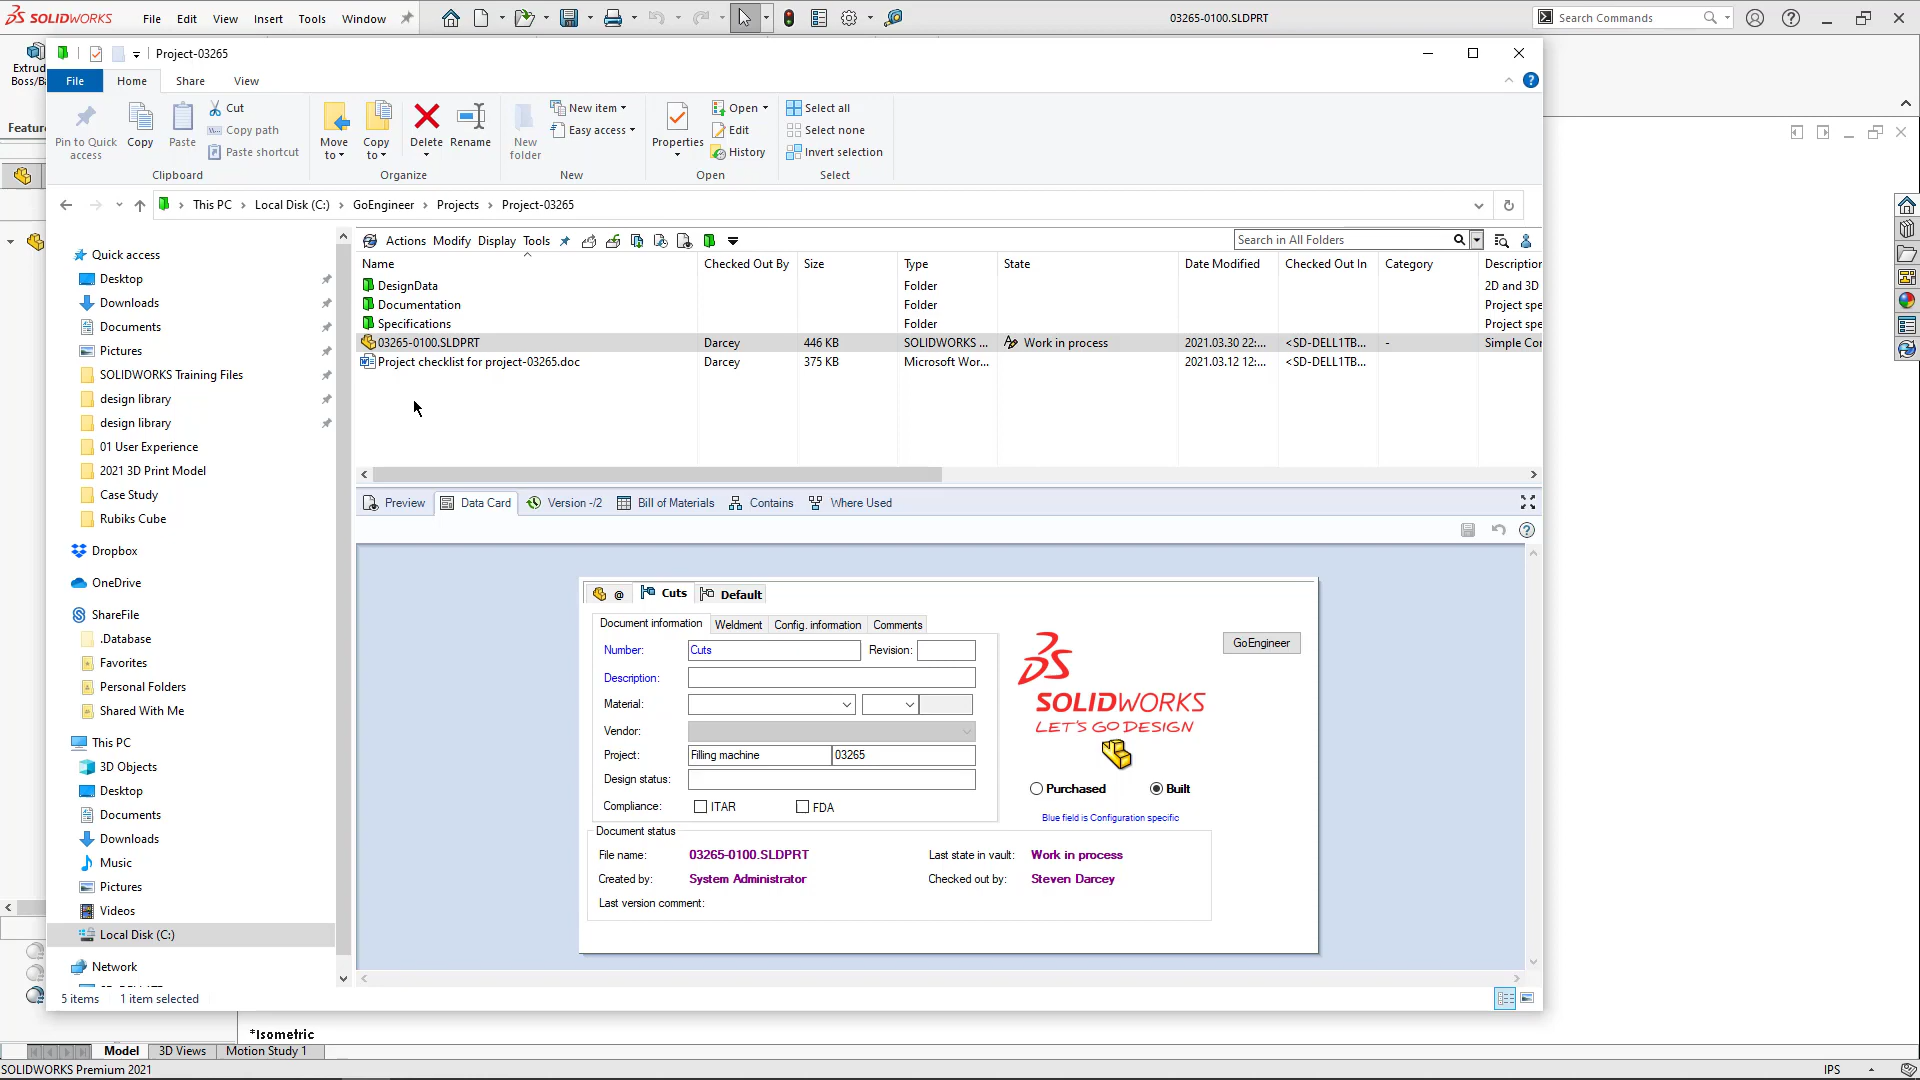 SOLIDWORKS File Edit View Insert Tools Window 03265-0100.SLDPRT Search Commands
Project-03265
File Home Share View
Pin to Quick access
Copy
Paste
Cut
Copy path
Paste shortcut
Clipboard
Move to
Copy to
Delete
Rename
Organize
New folder
New item
Easy access
New
Properties
Open
Edit
History
Open
Select all
Select none
Invert selection
Select
This PC > Local Disk (C:) > GoEngineer > Projects > Project-03265
Quick access
Desktop
Downloads
Documents
Pictures
SOLIDWORKS Training Files
design library
design library
01 User Experience
2021 3D Print Model
Case Study
Rubiks Cube
Dropbox
OneDrive
ShareFile
.Database
Favorites
Personal Folders
Shared With Me
This PC
3D Objects
Desktop
Documents
Downloads
Music
Pictures
Videos
Local Disk (C:)
Network
5 items 1 item selected
Actions Modify Display Tools Search in All Folders
Name Checked Out By Size Type State Date Modified Checked Out In Category Description
DesignData Folder 2D and 3D
Documentation Folder Project spe
Specifications Folder Project spe
03265-0100.SLDPRT Darcey 446 KB SOLIDWORKS ... Work in process 2021.03.30 22:... <SD-DELL1TB... - Simple Cor
Project checklist for project-03265.doc Darcey 375 KB Microsoft Wor... 2021.03.12 12:... <SD-DELL1TB...
Preview Data Card Version -/2 Bill of Materials Contains Where Used
@ Cuts Default
Document information Weldment Config. information Comments
Number: Cuts Revision:
Description:
Material:
Vendor:
Project: Filling machine 03265
Design status:
Compliance: ITAR FDA
GoEngineer
SOLIDWORKS
LET'S GO DESIGN
Purchased Built
Blue field is Configuration specific
Document status
File name: 03265-0100.SLDPRT Last state in vault: Work in process
Created by: System Administrator Checked out by: Steven Darcey
Last version comment:
*Isometric
Model 3D Views Motion Study 1
SOLIDWORKS Premium 2021 IPS